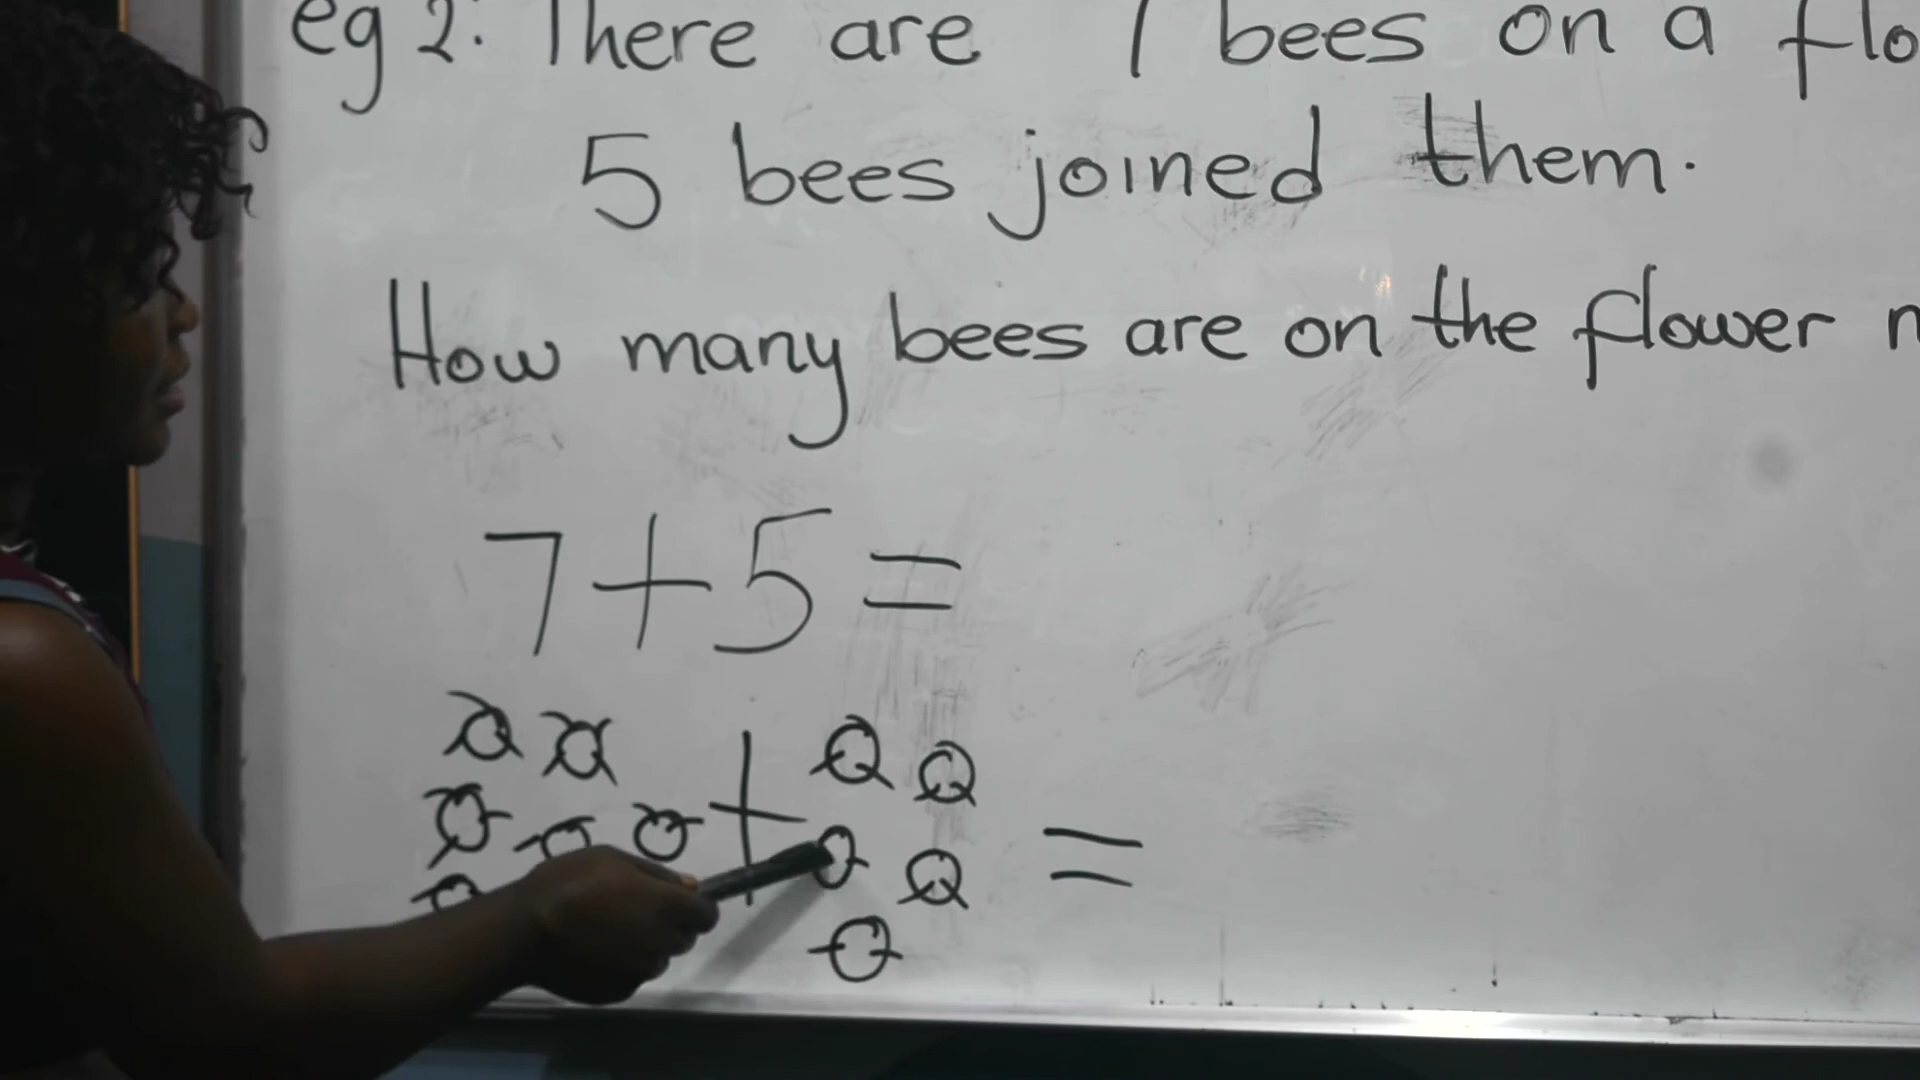 eg 2: There are 7 bees on a flo
5 bees joined them.
How many bees are on the flower n
7+5=
+ =